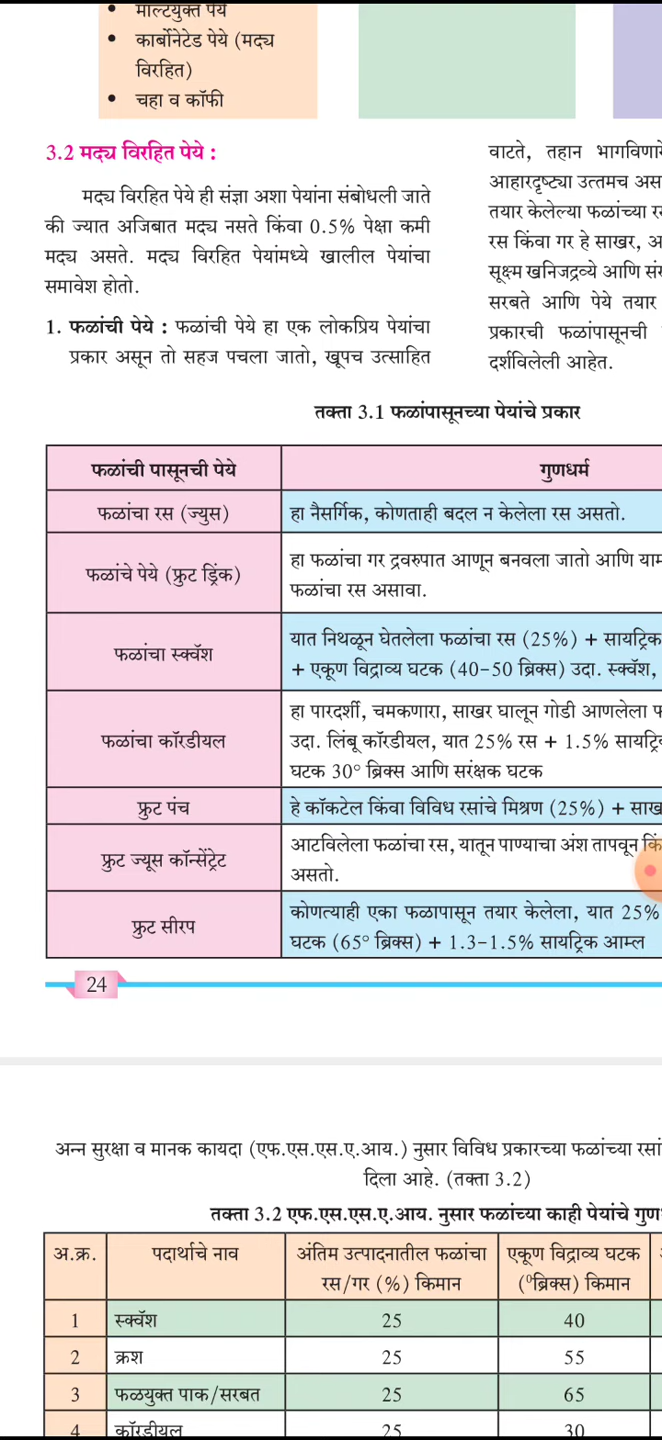 माल्टयुक्त पेये
कार्बोनेटेड पेये (मद्य
विरहित)
चहा व कॉफी
3.2 मद्य विरहित पेये :
मद्य विरहित पेये ही संज्ञा अशा पेयांना संबोधली जाते
की ज्यात अजिबात मद्य नसते किंवा 0.5% पेक्षा कमी
मद्य असते. मद्य विरहित पेयांमध्ये खालील पेयांचा
समावेश होतो.
1. फळांची पेये : फळांची पेये हा एक लोकप्रिय पेयांचा
प्रकार असून तो सहज पचला जातो, खूपच उत्साहित
वाटते, तहान
आहारदृष्ट्या उत्तमच
तयार केलेल्या फळांच्या
रस किंवा गर हे साखर,
सूक्ष्म खनिजद्रव्ये आणि
सरबते आणि पेये तयार
प्रकारची फळांपासूनची
दर्शविलेली आहेत.
तक्ता 3.1 फळांपासूनच्या पेयांचे प्रकार
फळांची पासूनची पेये गुणधर्म
फळांचा रस (ज्युस) हा नैसर्गिक, कोणताही बदल न केलेला रस असतो.
फळांचे पेये (फ्रुट ड्रिंक) हा फळांचा गर द्रवरुपात आणून बनवला जातो आणि
फळांचा रस असावा.
फळांचा स्क्वॅश यात निथळून घेतलेला फळांचा रस (25%) + सायट्रिक
+ एकूण विद्राव्य घटक (40-50 ब्रिक्स) उदा. स्क्वॅश,
फळांचा कॉरडीयल हा पारदर्शी, चमकणारा, साखर घालून गोडी आणलेला
उदा. लिंबू कॉरडीयल, यात 25% रस + 1.5%
घटक 30° ब्रिक्स आणि सरंक्षक घटक
फ्रुट पंच हे कॉकटेल किंवा विविध रसांचे मिश्रण (25%) +
फ्रुट ज्यूस कॉन्सेंट्रेट आटविलेला फळांचा रस, यातून पाण्याचा अंश तापवून
असतो.
फ्रुट सीरप कोणत्याही एका फळापासून तयार केलेला, यात 25%
घटक (65° ब्रिक्स) + 1.3-1.5% सायट्रिक आम्ल
24
अन्न सुरक्षा व मानक कायदा (एफ.एस.एस.ए.आय.) नुसार विविध प्रकारच्या फळांच्या
दिला आहे. (तक्ता 3.2)
तक्ता 3.2 एफ.एस.एस.ए.आय. नुसार फळांच्या काही पेयांचे
अ.क्र. पदार्थाचे नाव अंतिम उत्पादनातील फळांचा रस/गर (%) किमान एकूण विद्राव्य घटक (⁰ब्रिक्स) किमान
1 स्क्वॅश 25 40
2 क्रश 25 55
3 फळयुक्त पाक/सरबत 25 65
4 कॉरडीयल 25 30